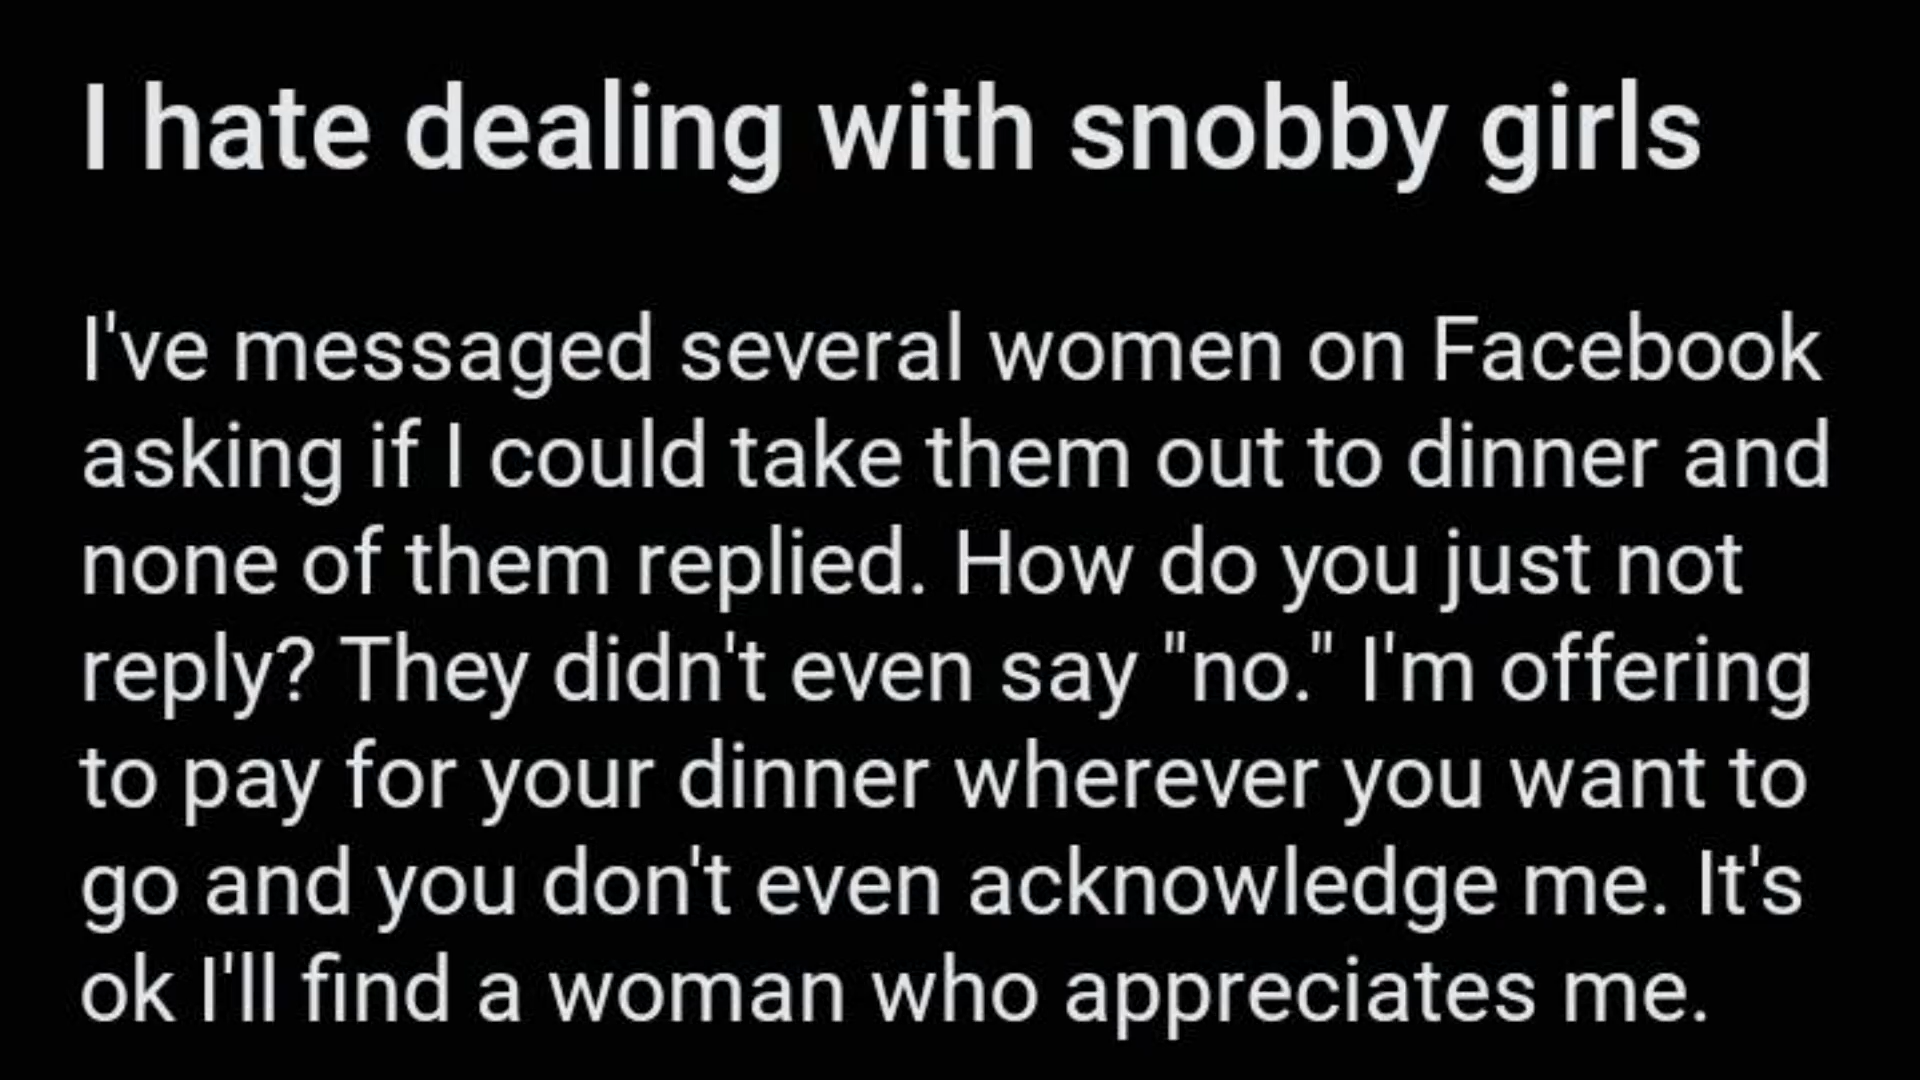 I hate dealing with snobby girls
I've messaged several women on Facebook
asking if I could take them out to dinner and
none of them replied. How do you just not
reply? They didn't even say "no." I'm offering
to pay for your dinner wherever you want to
go and you don't even acknowledge me. It's
ok I'll find a woman who appreciates me.